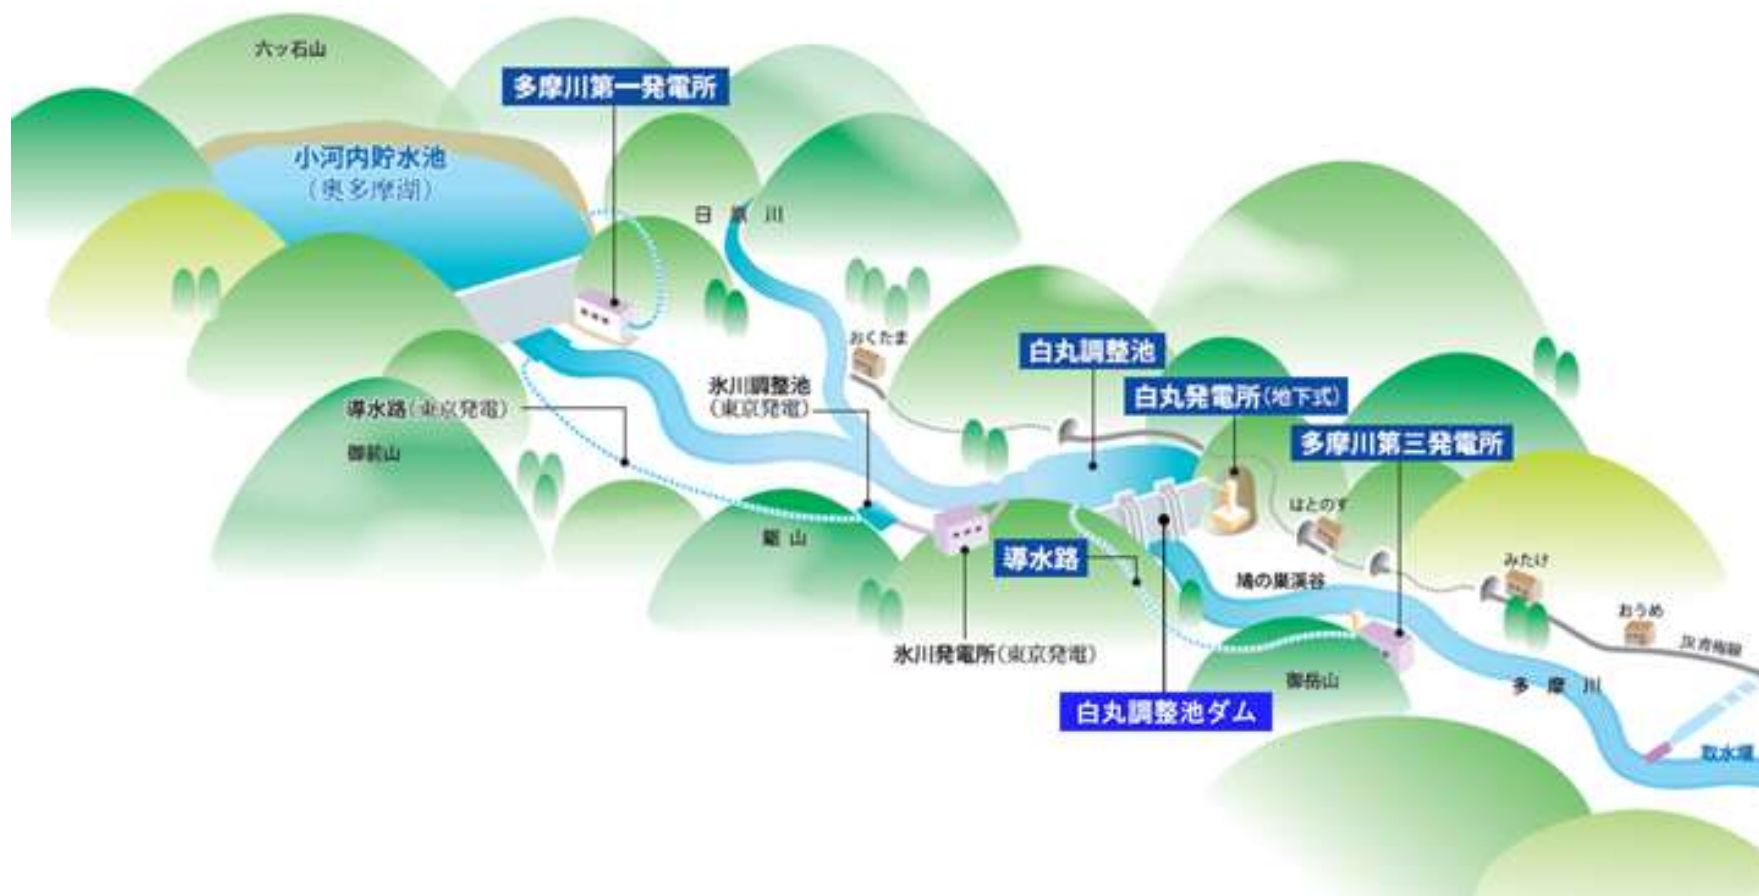 六ッ石山
多摩川第一発電所
小河内貯水池
(奥多摩湖)
日原川
おくたま
白丸調整池
氷川調整池
(東京発電)
白丸発電所(地下式)
導水路(東京発電)
多摩川第三発電所
御前山
はとのす
山
導水路
みたけ
鳩の巣渓谷
おうめ
氷川発電所(東京発電)
JR青梅線
御岳山
多摩川
白丸調整池ダム
取水堰